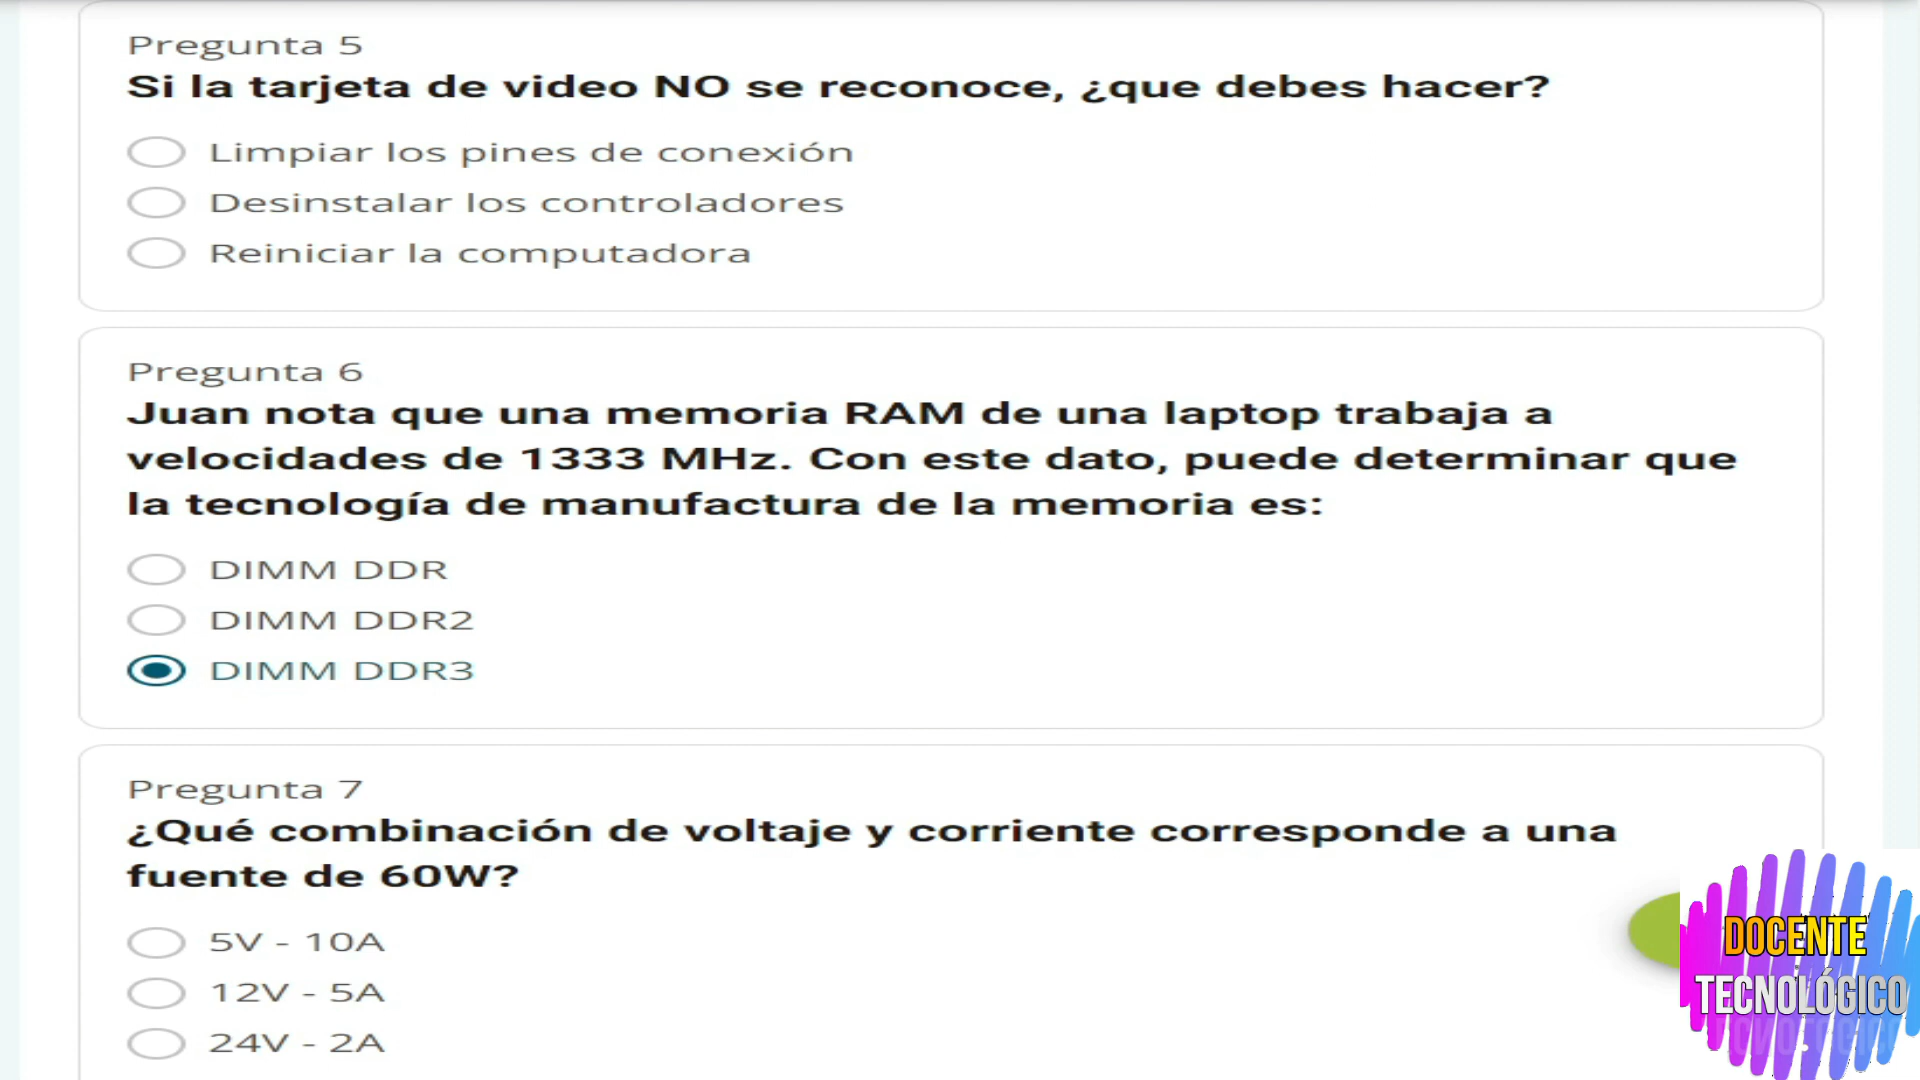 Pregunta 5
Si la tarjeta de video NO se reconoce, ¿que debes hacer?
Limpiar los pines de conexión
Desinstalar los controladores
Reiniciar la computadora
Pregunta 6
Juan nota que una memoria RAM de una laptop trabaja a
velocidades de 1333 MHz. Con este dato, puede determinar que
la tecnología de manufactura de la memoria es:
DIMM DDR
DIMM DDR2
DIMM DDR3
Pregunta 7
¿Qué combinación de voltaje y corriente corresponde a una
fuente de 60W?
5V - 10A
12V - 5A
24V - 2A
DOCENTE
TECNOLÓGICO